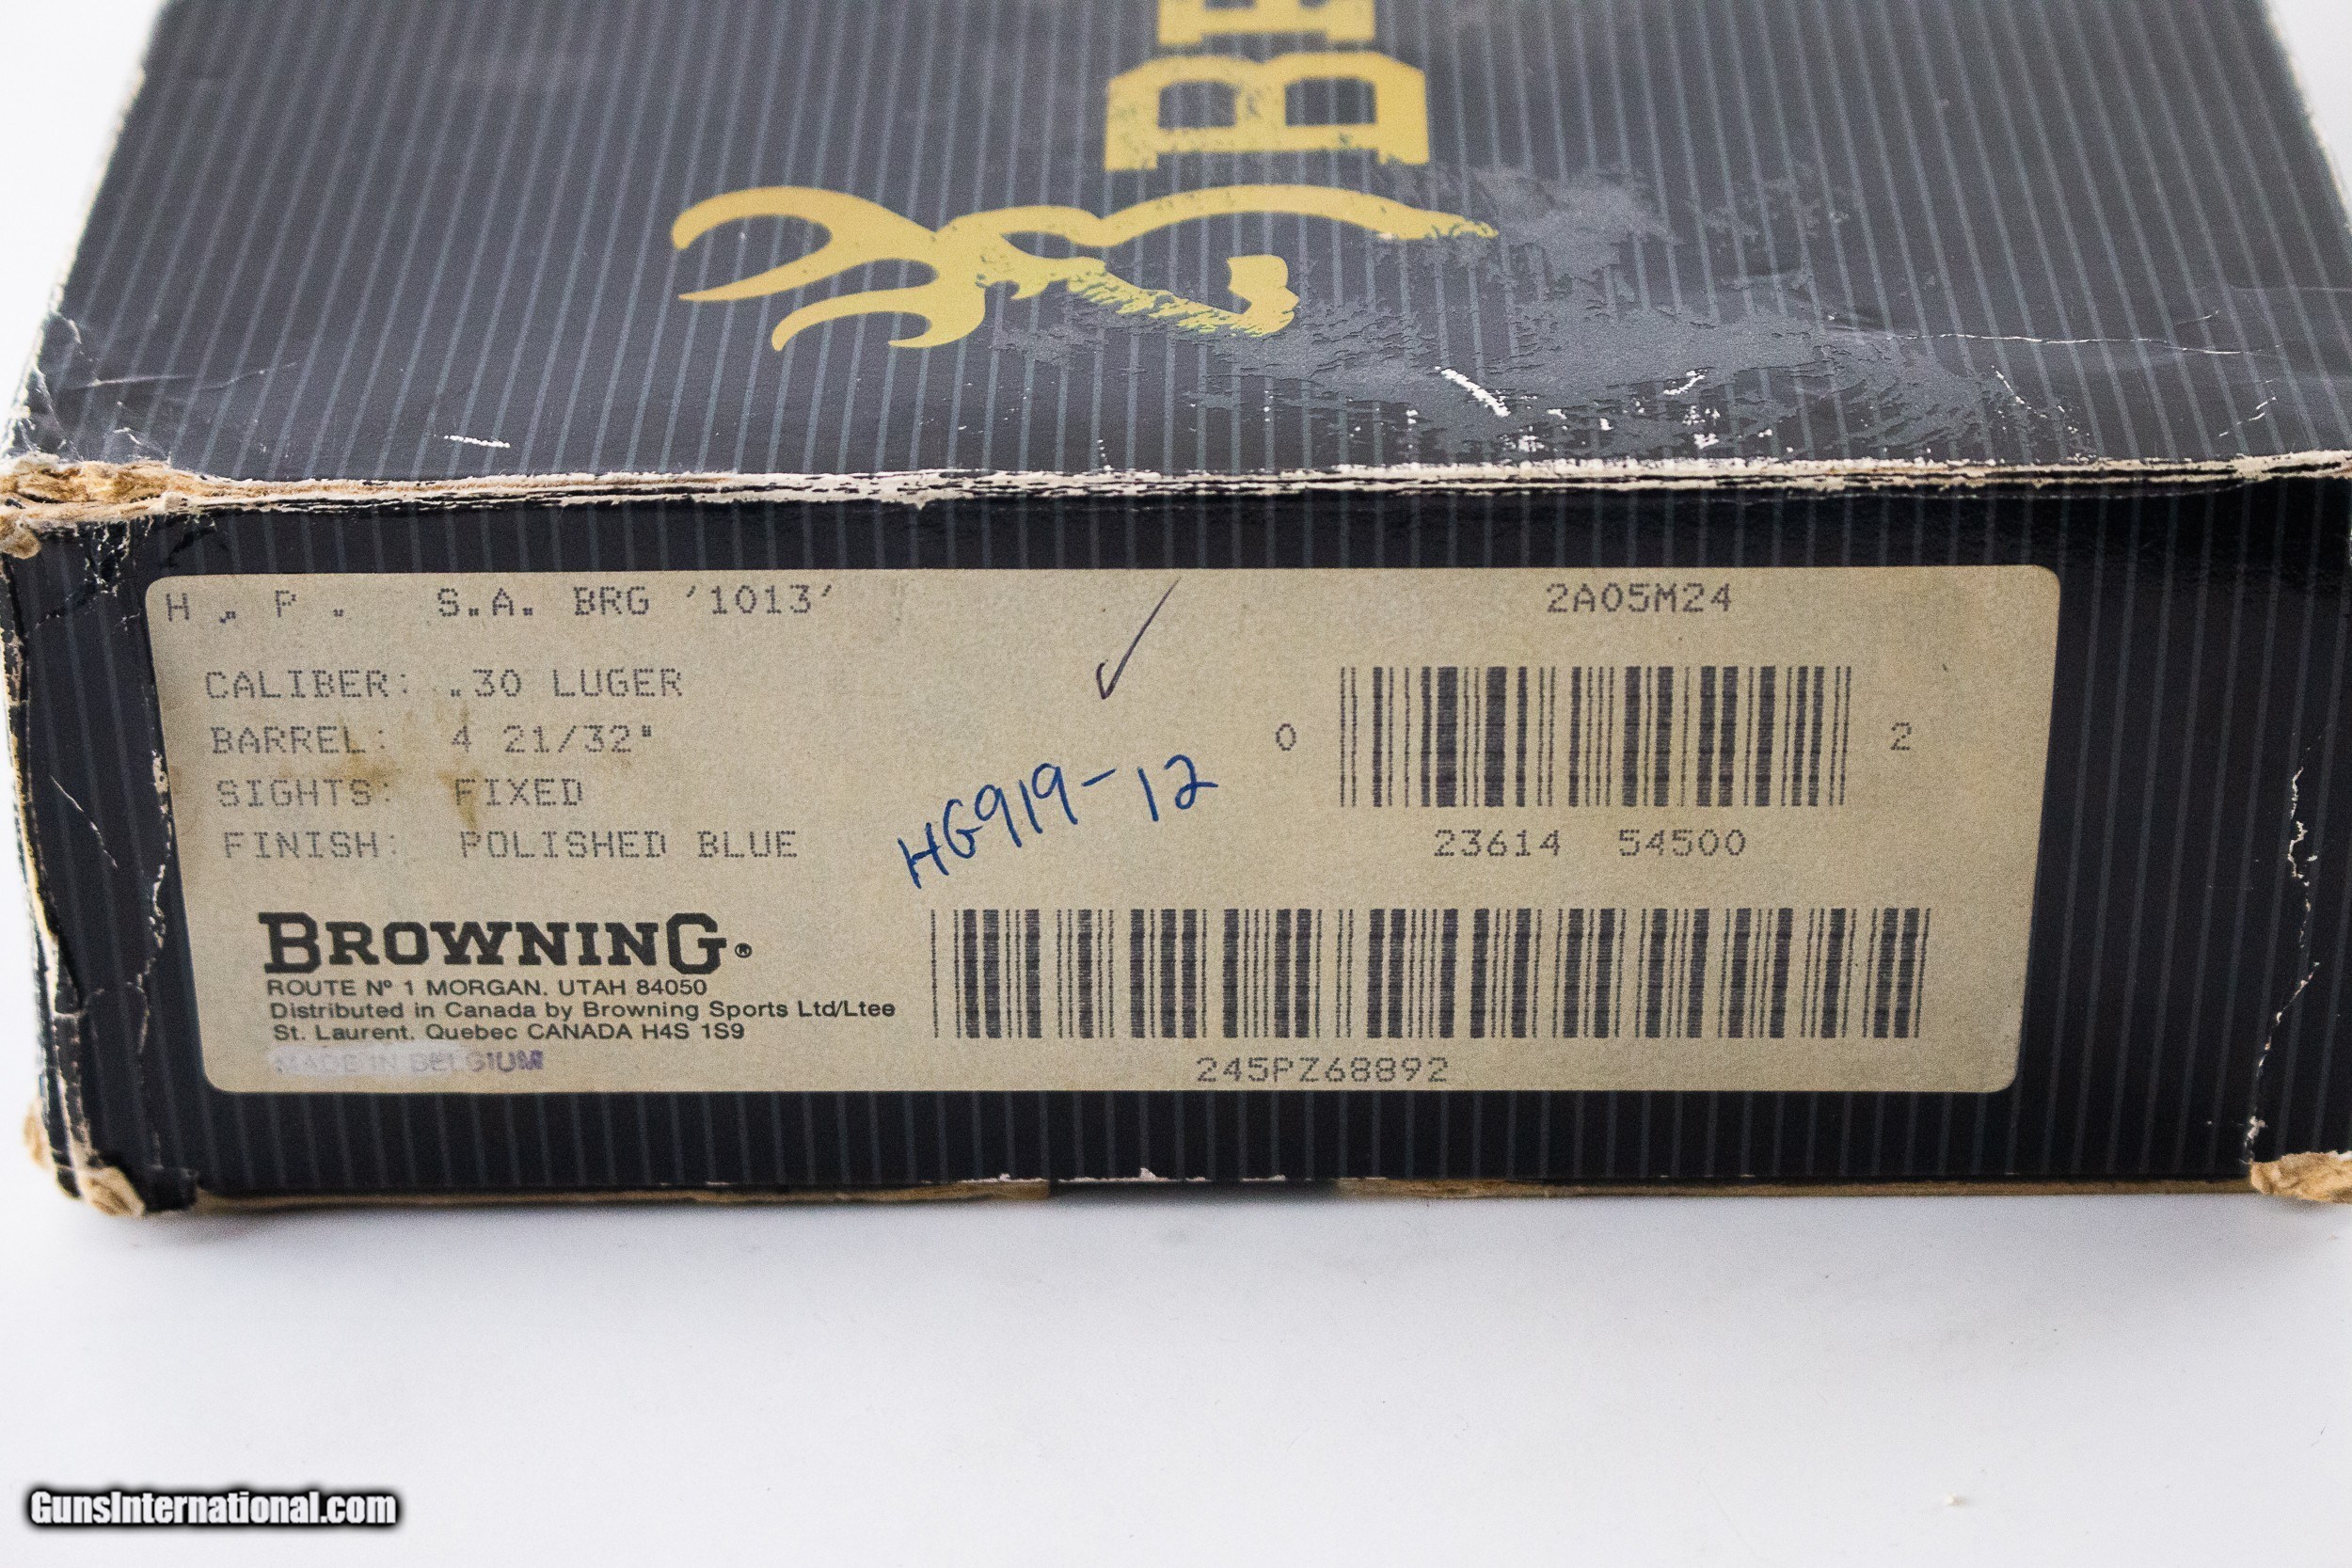 BE
H.P. S.A. BRG '1013'
2A05M24
CALIBER: .30 LUGER
BARREL: 4 21/32"
SIGHTS: FIXED
FINISH: POLISHED BLUE
HG919-12
0 2
23614 54500
BROWNING®
ROUTE Nº 1 MORGAN, UTAH 84050
Distributed in Canada by Browning Sports Ltd/Ltee
St. Laurent, Quebec CANADA H4S 1S9
MADE IN BELGIUM
245PZ68892
GunsInternational.com